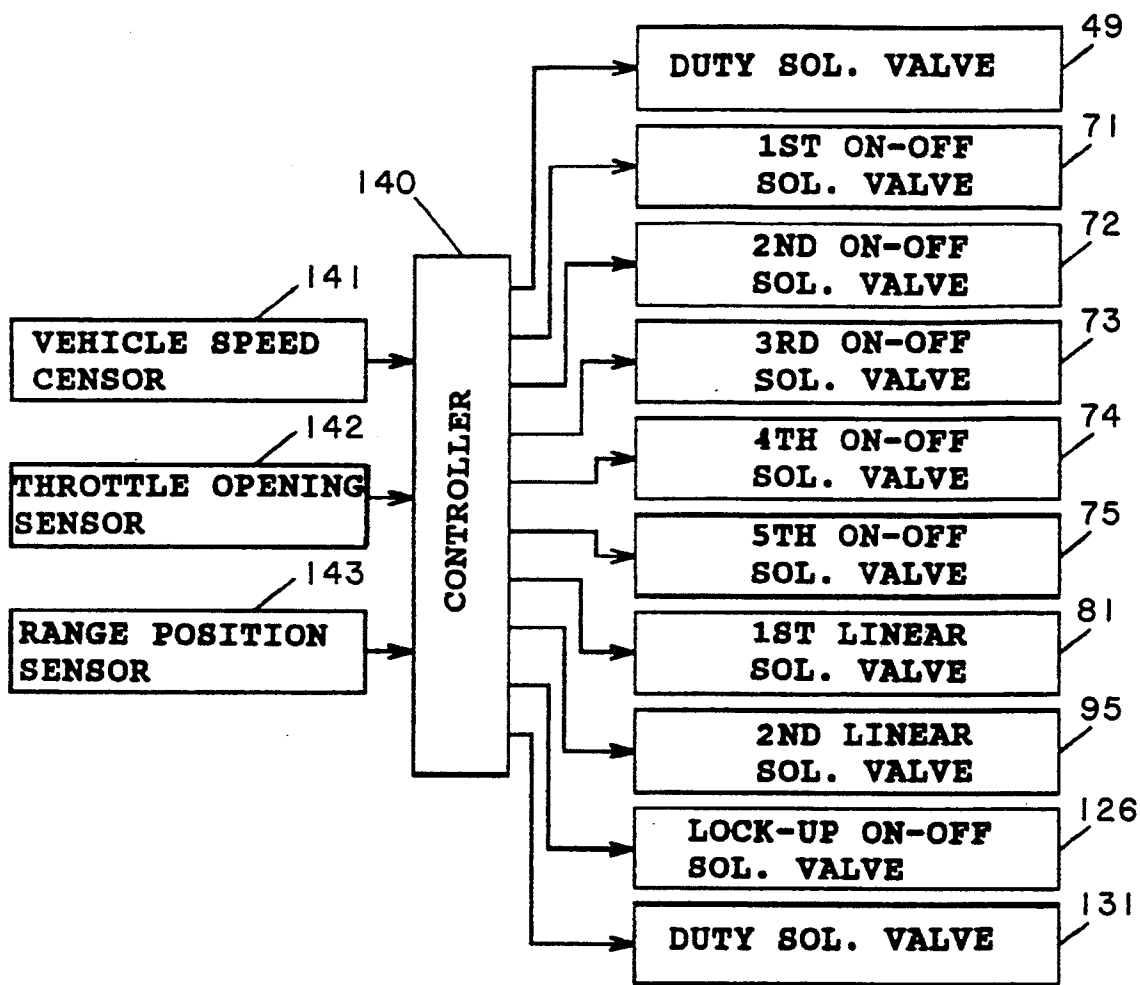 49
DUTY SOL. VALVE
71
1ST ON-OFF
SOL. VALVE
140
72
2ND ON-OFF
SOL. VALVE
141
VEHICLE SPEED
CENSOR
73
3RD ON-OFF
SOL. VALVE
142
THROTTLE OPENING
SENSOR
CONTROLLER
74
4TH ON-OFF
SOL. VALVE
75
5TH ON-OFF
SOL. VALVE
143
RANGE POSITION
SENSOR
81
1ST LINEAR
SOL. VALVE
95
2ND LINEAR
SOL. VALVE
126
LOCK-UP ON-OFF
SOL. VALVE
131
DUTY SOL. VALVE